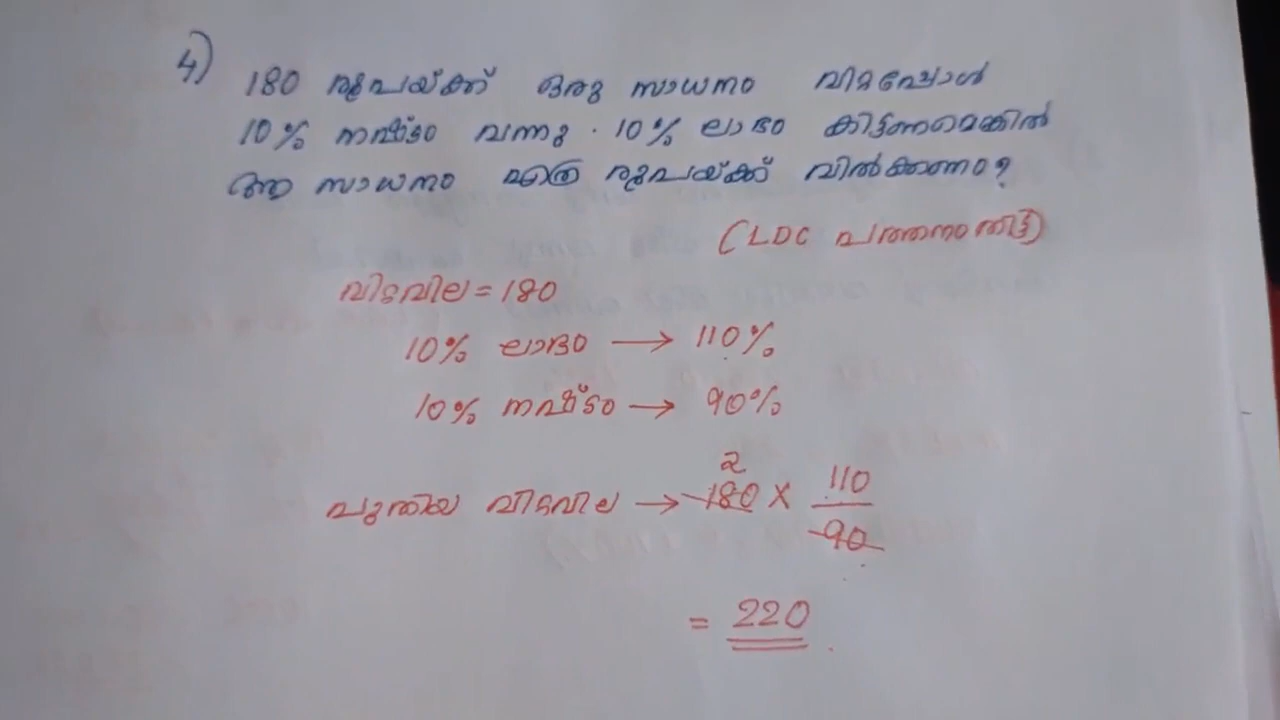 4) 180 രൂപയ്ക്ക് ഒരു സാധനം വിറ്റപ്പോൾ
10% നഷ്ടം വന്നു . 10% ലാഭം കിട്ടണമെങ്കിൽ
ആ സാധനം എത്ര രൂപയ്ക്ക് വിൽക്കണം?
(LDC പത്തനംതിട്ട)
വിറ്റവില = 180
10% ലാഭം → 110%
10% നഷ്ടം → 90%
2
പുതിയ വിറ്റവില → 180 × 110
90
= 220